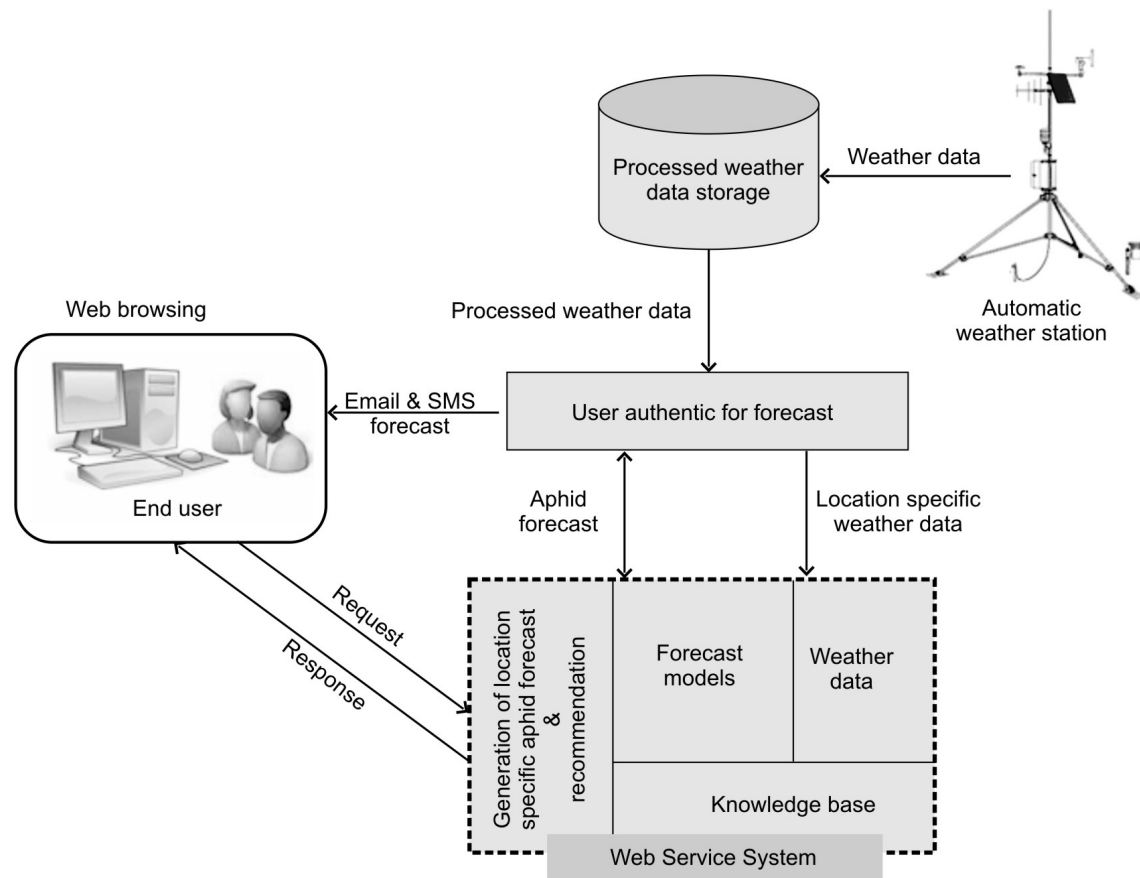 Processed weather
data storage
Weather data
Automatic
weather station
Processed weather data
Web browsing
End user
Email & SMS
forecast
User authentic for forecast
Aphid
forecast
Location specific
weather data
Request
Response
Generation of location
specific aphid forecast
&
recommendation
Forecast
models
Weather
data
Knowledge base
Web Service System